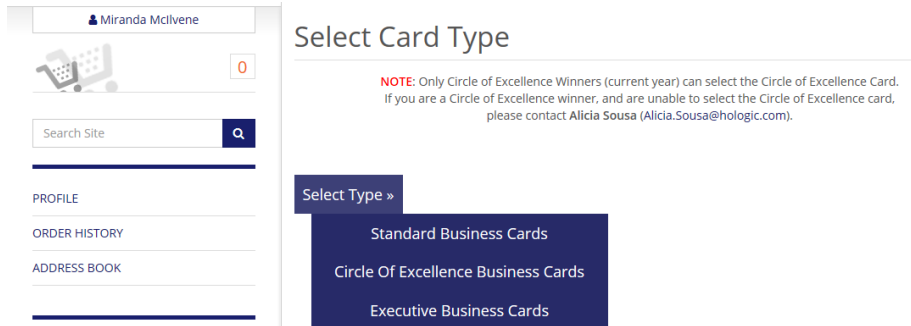 Miranda McIlvene
0
Search Site
PROFILE
ORDER HISTORY
ADDRESS BOOK
Select Card Type
NOTE: Only Circle of Excellence Winners (current year) can select the Circle of Excellence Card.
If you are a Circle of Excellence winner, and are unable to select the Circle of Excellence card,
please contact Alicia Sousa (Alicia.Sousa@hologic.com).
Select Type »
Standard Business Cards
Circle Of Excellence Business Cards
Executive Business Cards